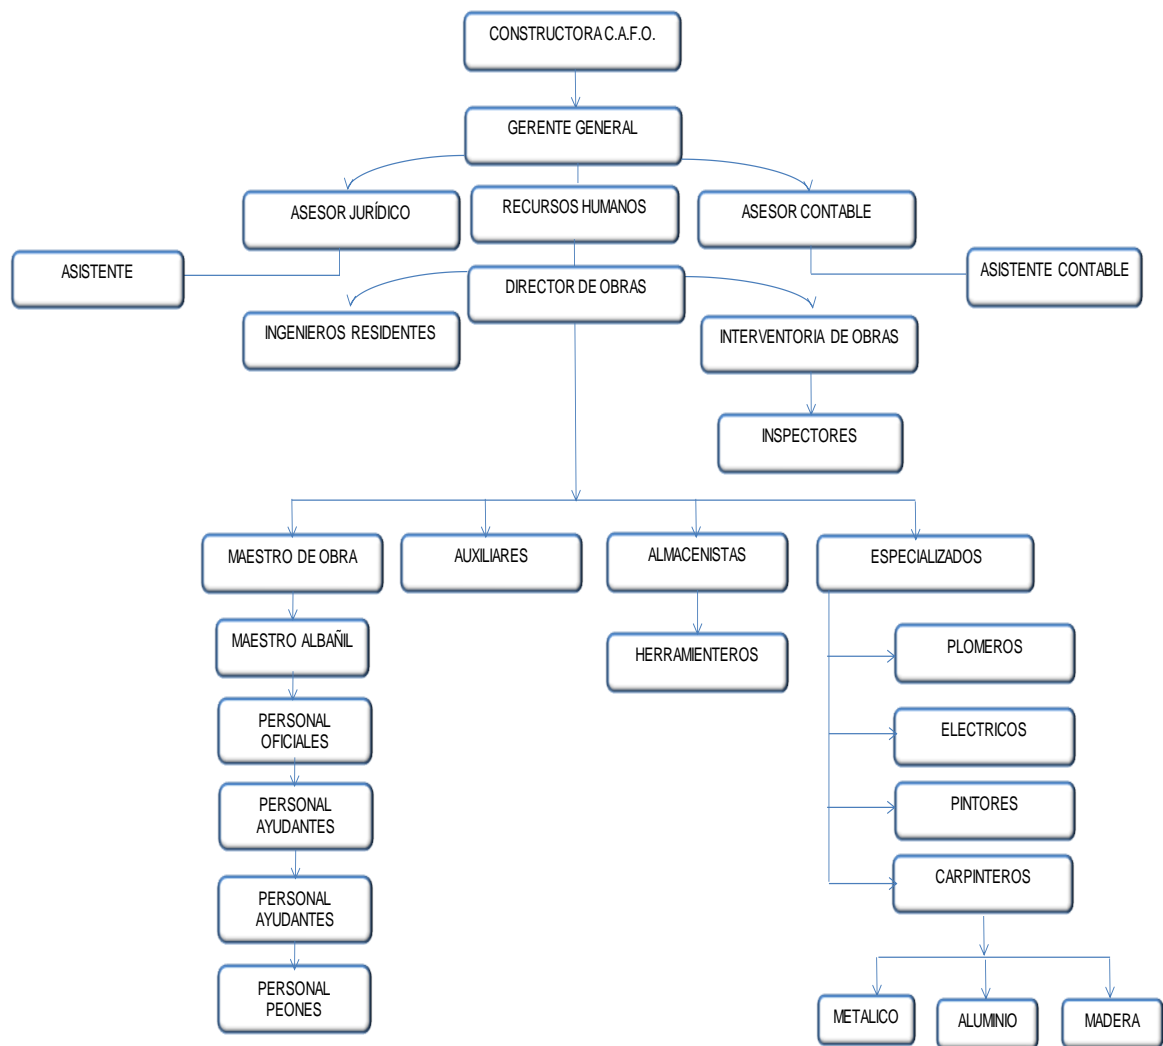 CONSTRUCTORA C.A.F.O.
GERENTE GENERAL
ASESOR JURÍDICO
RECURSOS HUMANOS
ASESOR CONTABLE
ASISTENTE
DIRECTOR DE OBRAS
ASISTENTE CONTABLE
INGENIEROS RESIDENTES
INTERVENTORIA DE OBRAS
INSPECTORES
MAESTRO DE OBRA
AUXILIARES
ALMACENISTAS
ESPECIALIZADOS
MAESTRO ALBAÑIL
HERRAMIENTEROS
PLOMEROS
PERSONAL
OFICIALES
ELECTRICOS
PERSONAL
AYUDANTES
PINTORES
PERSONAL
AYUDANTES
CARPINTEROS
PERSONAL
PEONES
METALICO
ALUMINIO
MADERA